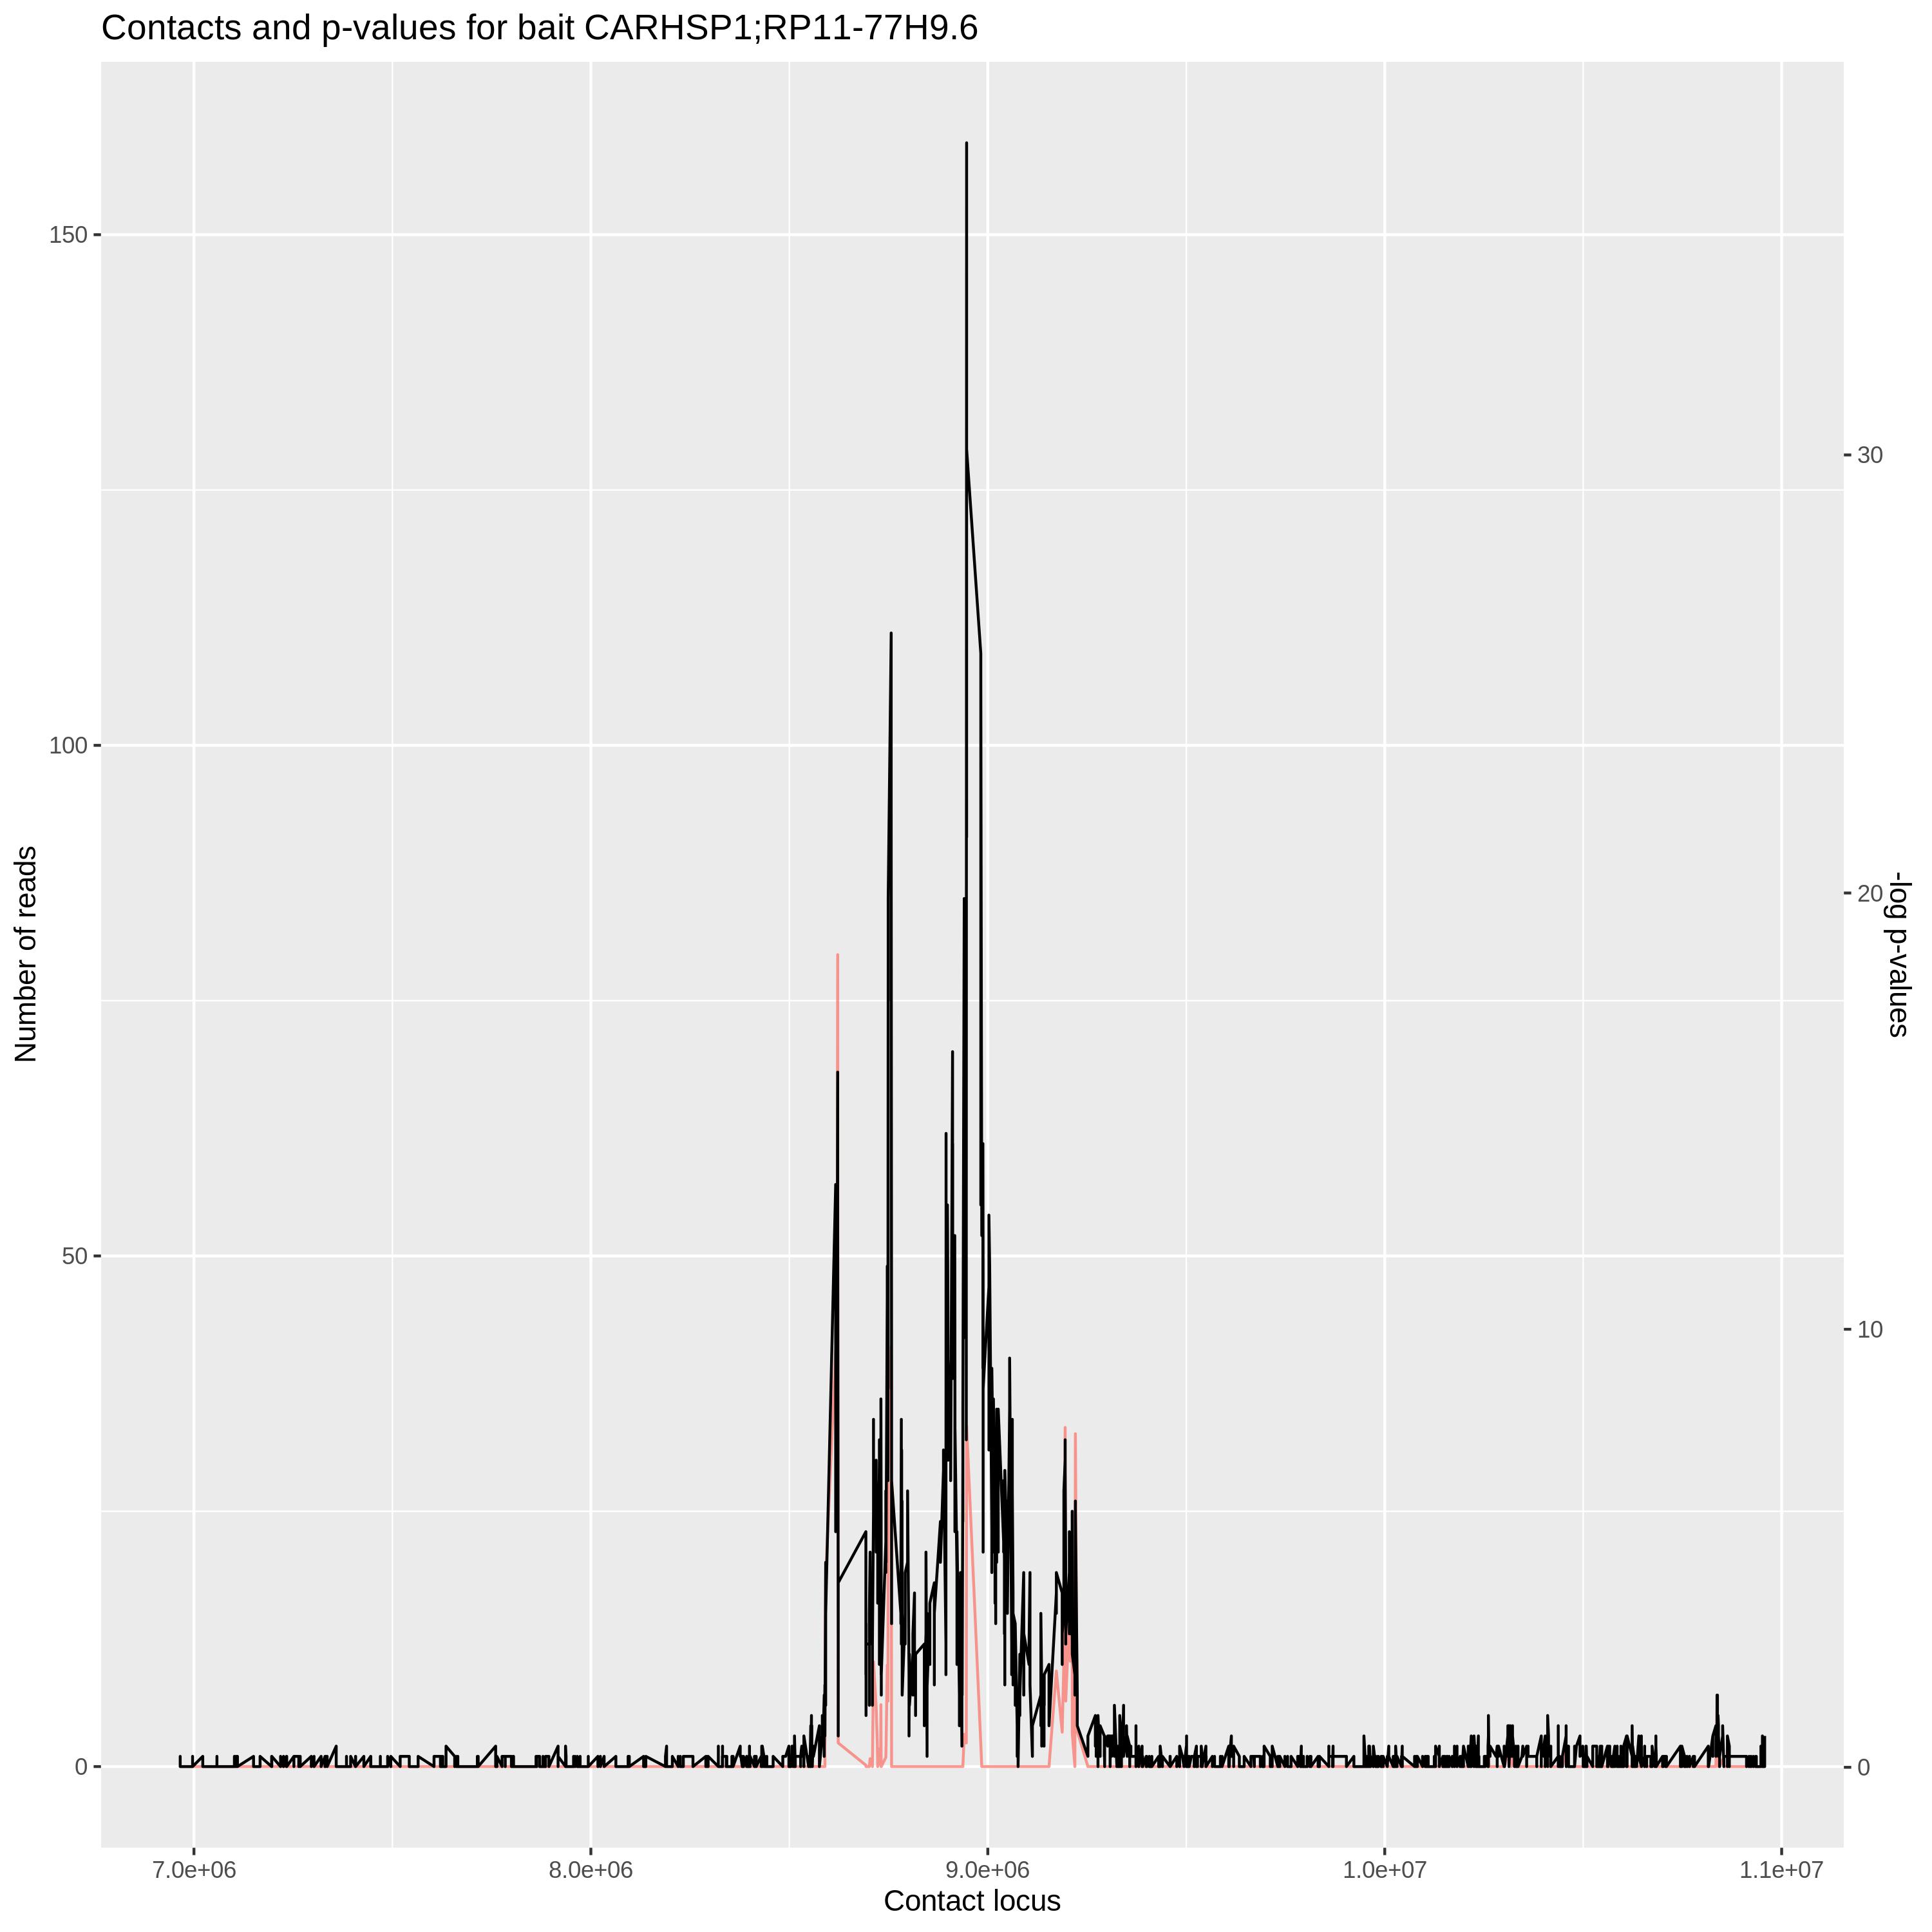 Contacts and p-values for bait CARHSP1;RP11-77H9.6
150
100
50
0
Number of reads
30
20
10
0
-log p-values
7.0e+06
8.0e+06
9.0e+06
1.0e+07
1.1e+07
Contact locus